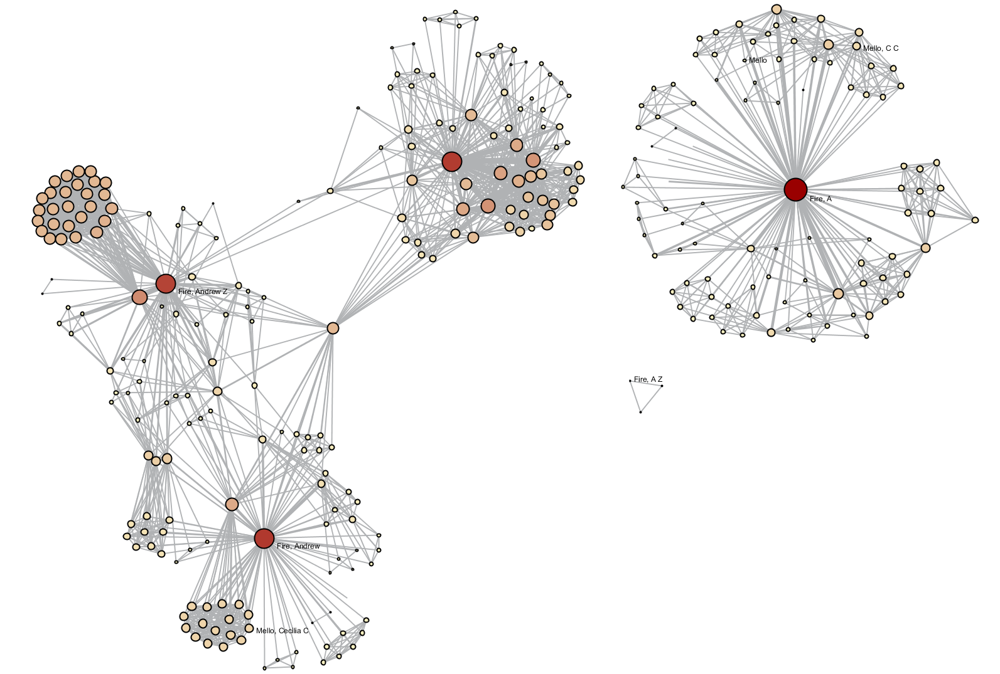 Mello, C C
Mello
Fire, A
Fire, Andrew Z
Fire, A Z
Fire, Andrew
Mello, Cecilia C